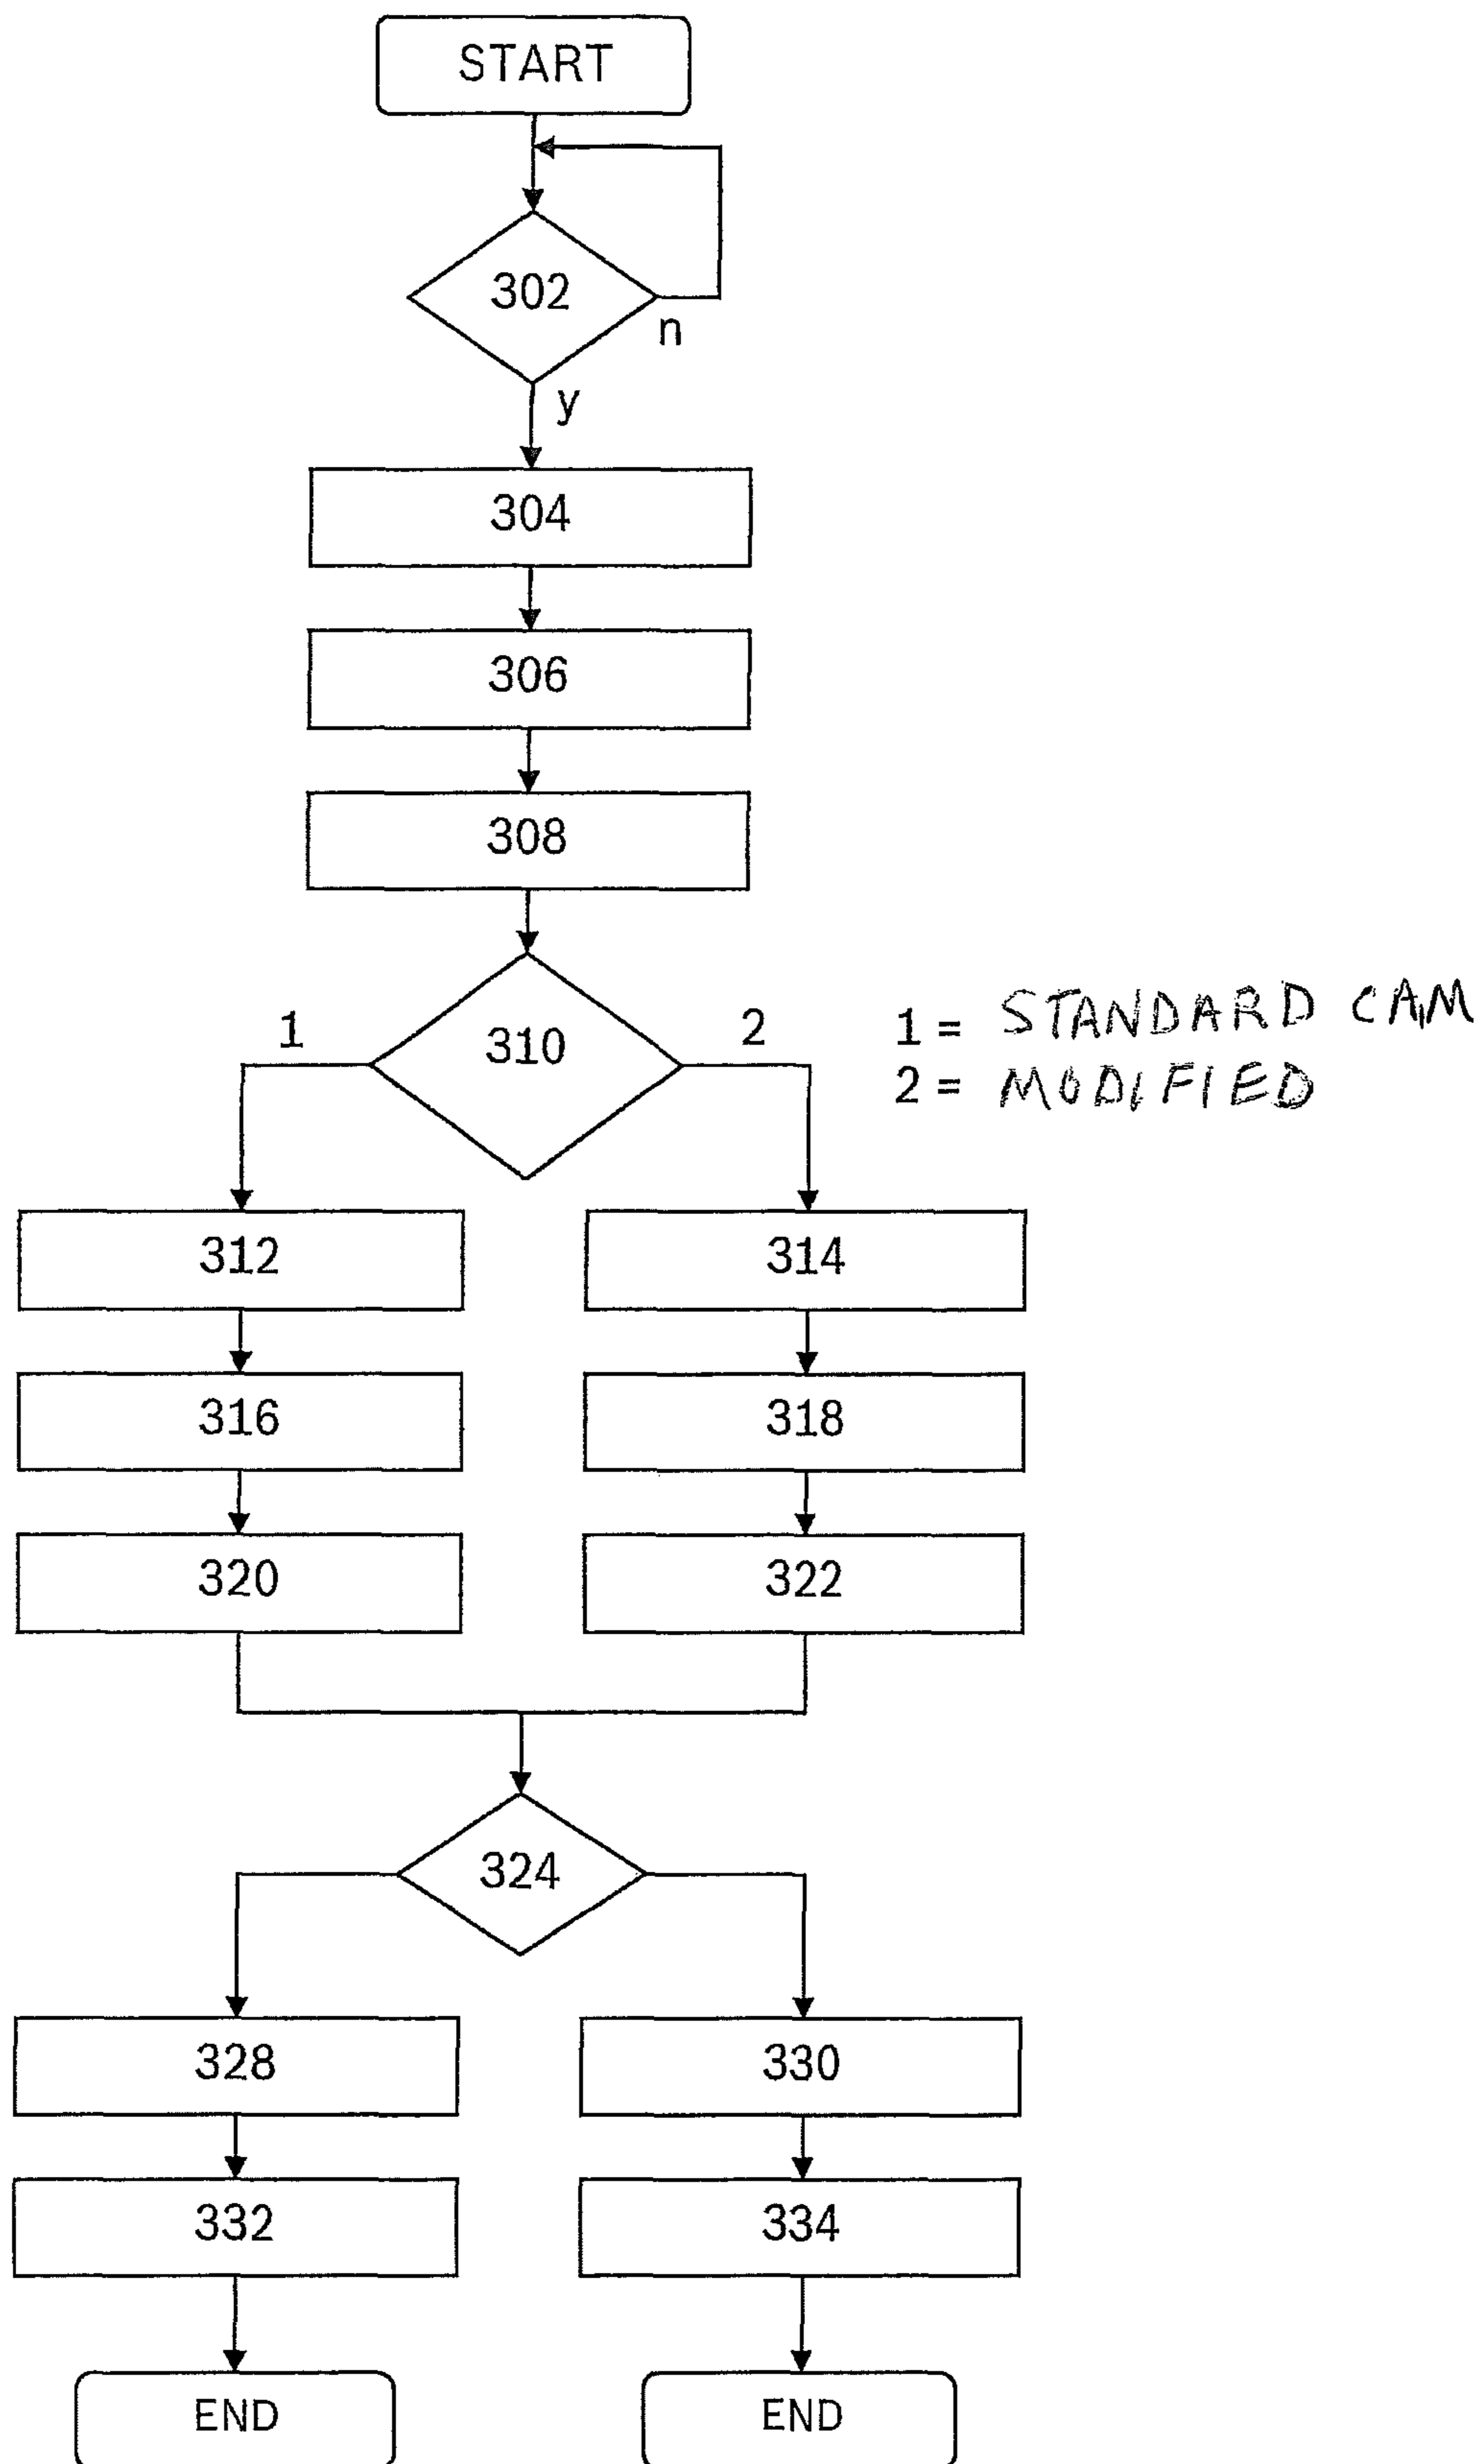 START
302
n
y
304
306
308
310
1
2
1 = STANDARD CAM
2 = MODIFIED
312
314
316
318
320
322
324
328
330
332
334
END
END